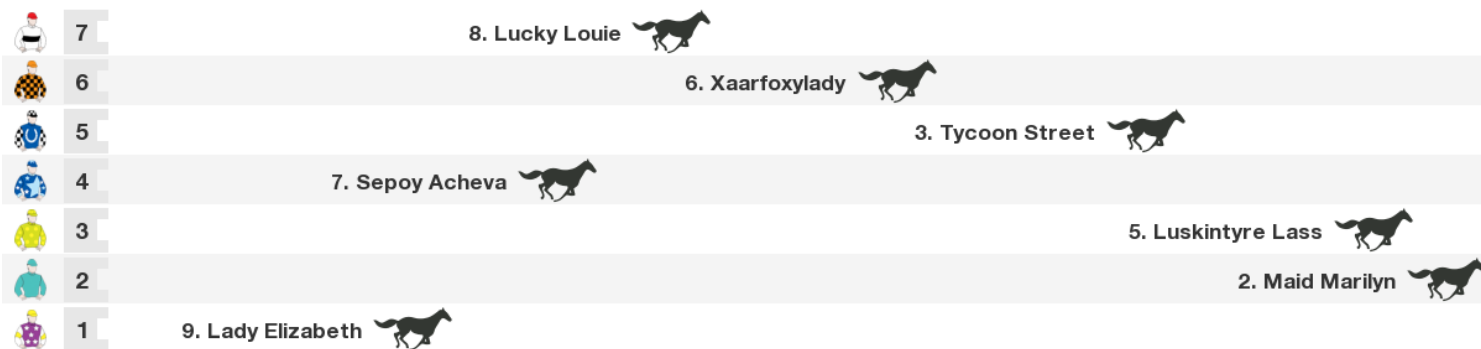 7 8. Lucky Louie
6 6. Xaarfoxylady
5 3. Tycoon Street
4 7. Sepoy Acheva
3 5. Luskintyre Lass
2 2. Maid Marilyn
1 9. Lady Elizabeth